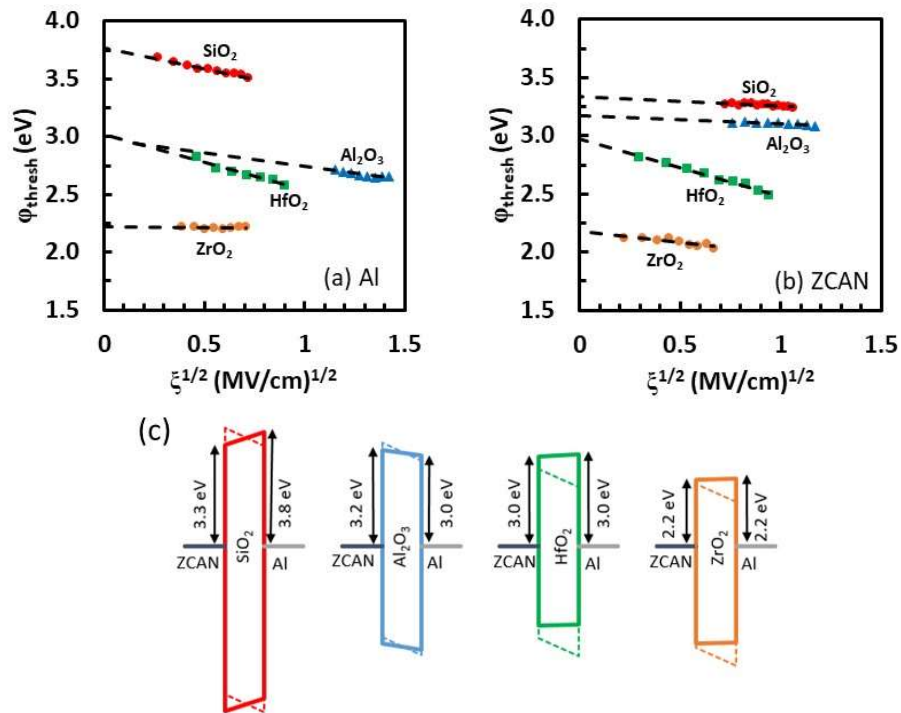 4.0
3.5
3.0
2.5
2.0
1.5
φthresh (eV)
SiO₂
Al₂O₃
HfO₂
ZrO₂
(a) Al
0
0.5
1
1.5
ξ^1/2 (MV/cm)^1/2
4.0
3.5
3.0
2.5
2.0
1.5
φthresh (eV)
SiO₂
Al₂O₃
HfO₂
ZrO₂
(b) ZCAN
0
0.5
1
1.5
ξ^1/2 (MV/cm)^1/2
(c)
3.3 eV
SiO₂
3.8 eV
ZCAN
Al
3.2 eV
Al₂O₃
3.0 eV
ZCAN
Al
3.0 eV
HfO₂
3.0 eV
ZCAN
Al
2.2 eV
ZrO₂
2.2 eV
ZCAN
Al